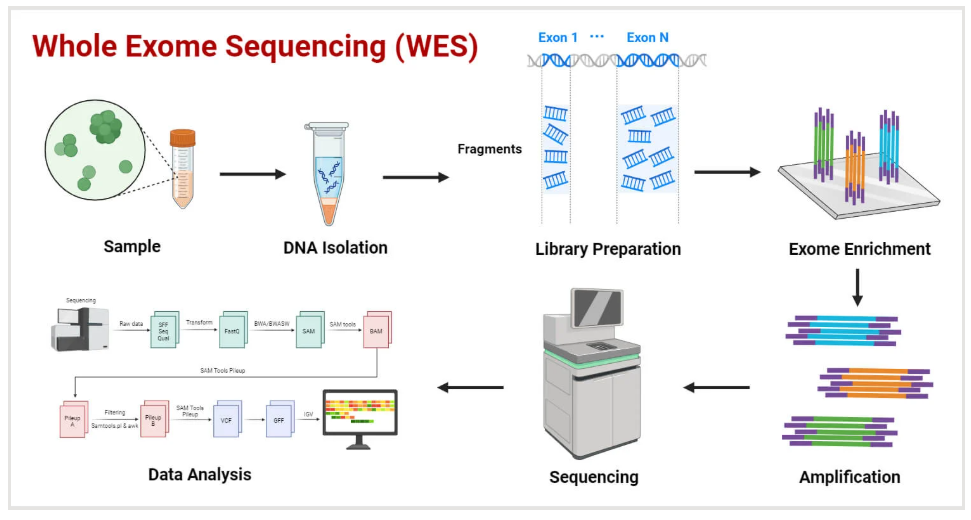 Whole Exome Sequencing (WES)
Exon 1 ... Exon N
Fragments
Sample
DNA Isolation
Library Preparation
Exome Enrichment
Sequencing
Raw data
SFF
Seq
Qual
Transform
FastQ
BWA/BWASW
SAM
SAM tools
BAM
SAM Tools Pileup
Pileup
A
Filtering
Samtools.pl & awk
Pileup
B
SAM Tools
Pileup
VCF
GFF
IGV
Data Analysis
Sequencing
Amplification